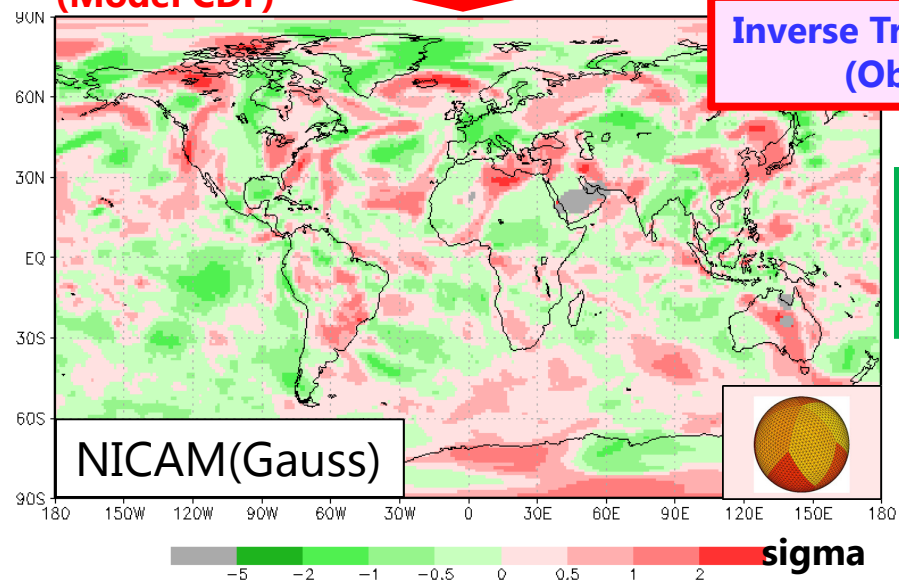 (Model CDF)
Inverse Tr
(Ob
90N
60N
30N
EQ
30S
60S
90S
NICAM(Gauss)
180 150W 120W 90W 60W 30W 0 30E 60E 90E 120E 150E 180
sigma
-5 -2 -1 -0.5 0 0.5 1 2